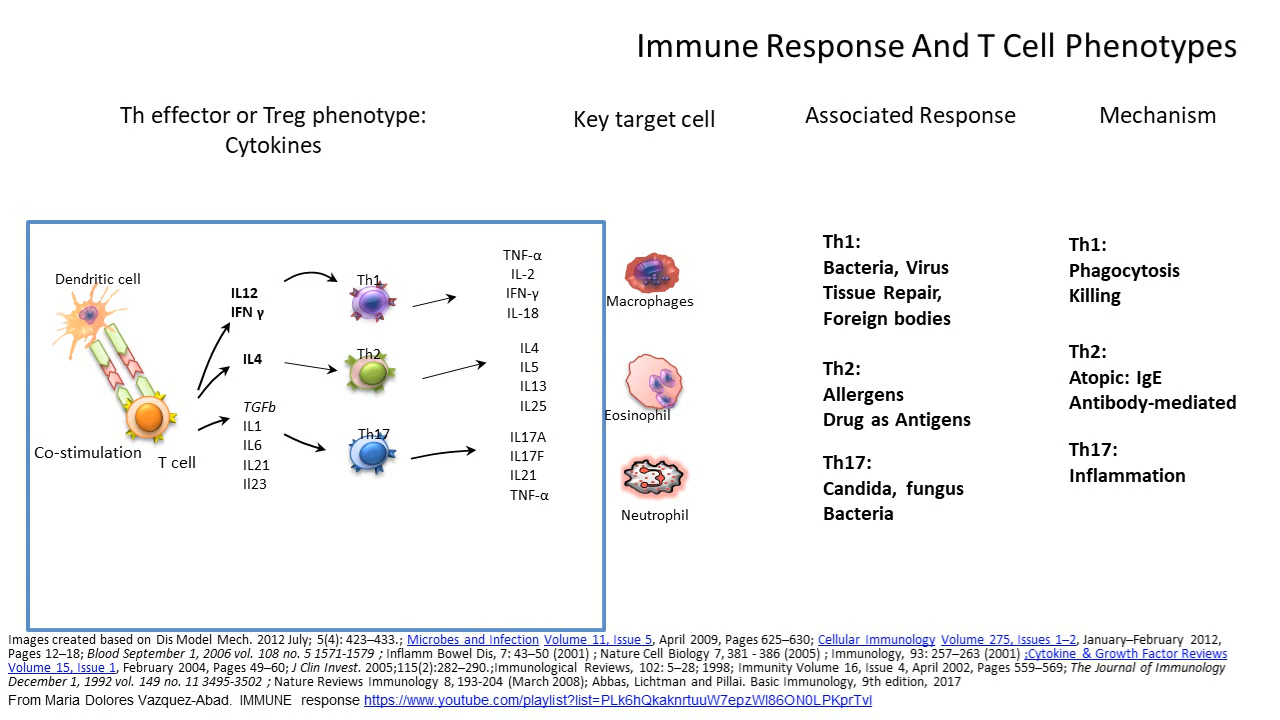 Immune Response And T Cell Phenotypes
Th effector or Treg phenotype:
Cytokines
Key target cell
Associated Response
Mechanism
Dendritic cell
Co-stimulation
T cell
IL12
IFN γ
IL4
TGFb
IL1
IL6
IL21
Il23
Th1
Th2
Th17
TNF-α
IL-2
IFN-γ
IL-18
IL4
IL5
IL13
IL25
IL17A
IL17F
IL21
TNF-α
Macrophages
Eosinophil
Neutrophil
Th1:
Bacteria, Virus
Tissue Repair,
Foreign bodies
Th2:
Allergens
Drug as Antigens
Th17:
Candida, fungus
Bacteria
Th1:
Phagocytosis
Killing
Th2:
Atopic: IgE
Antibody-mediated
Th17:
Inflammation
Images created based on Dis Model Mech. 2012 July; 5(4): 423–433.; Microbes and Infection Volume 11, Issue 5, April 2009, Pages 625–630; Cellular Immunology Volume 275, Issues 1–2, January–February 2012,
Pages 12–18; Blood September 1, 2006 vol. 108 no. 5 1571-1579 ; Inflamm Bowel Dis, 7: 43–50 (2001) ; Nature Cell Biology 7, 381 - 386 (2005) ; Immunology, 93: 257–263 (2001) ;Cytokine & Growth Factor Reviews
Volume 15, Issue 1, February 2004, Pages 49–60; J Clin Invest. 2005;115(2):282–290.;Immunological Reviews, 102: 5–28; 1998; Immunity Volume 16, Issue 4, April 2002, Pages 559–569; The Journal of Immunology
December 1, 1992 vol. 149 no. 11 3495-3502 ; Nature Reviews Immunology 8, 193-204 (March 2008); Abbas, Lichtman and Pillai. Basic Immunology, 9th edition, 2017
From Maria Dolores Vazquez-Abad. IMMUNE response https://www.youtube.com/playlist?list=PLk6hQkaknrtuuW7epzWl86ON0LPKprTvl